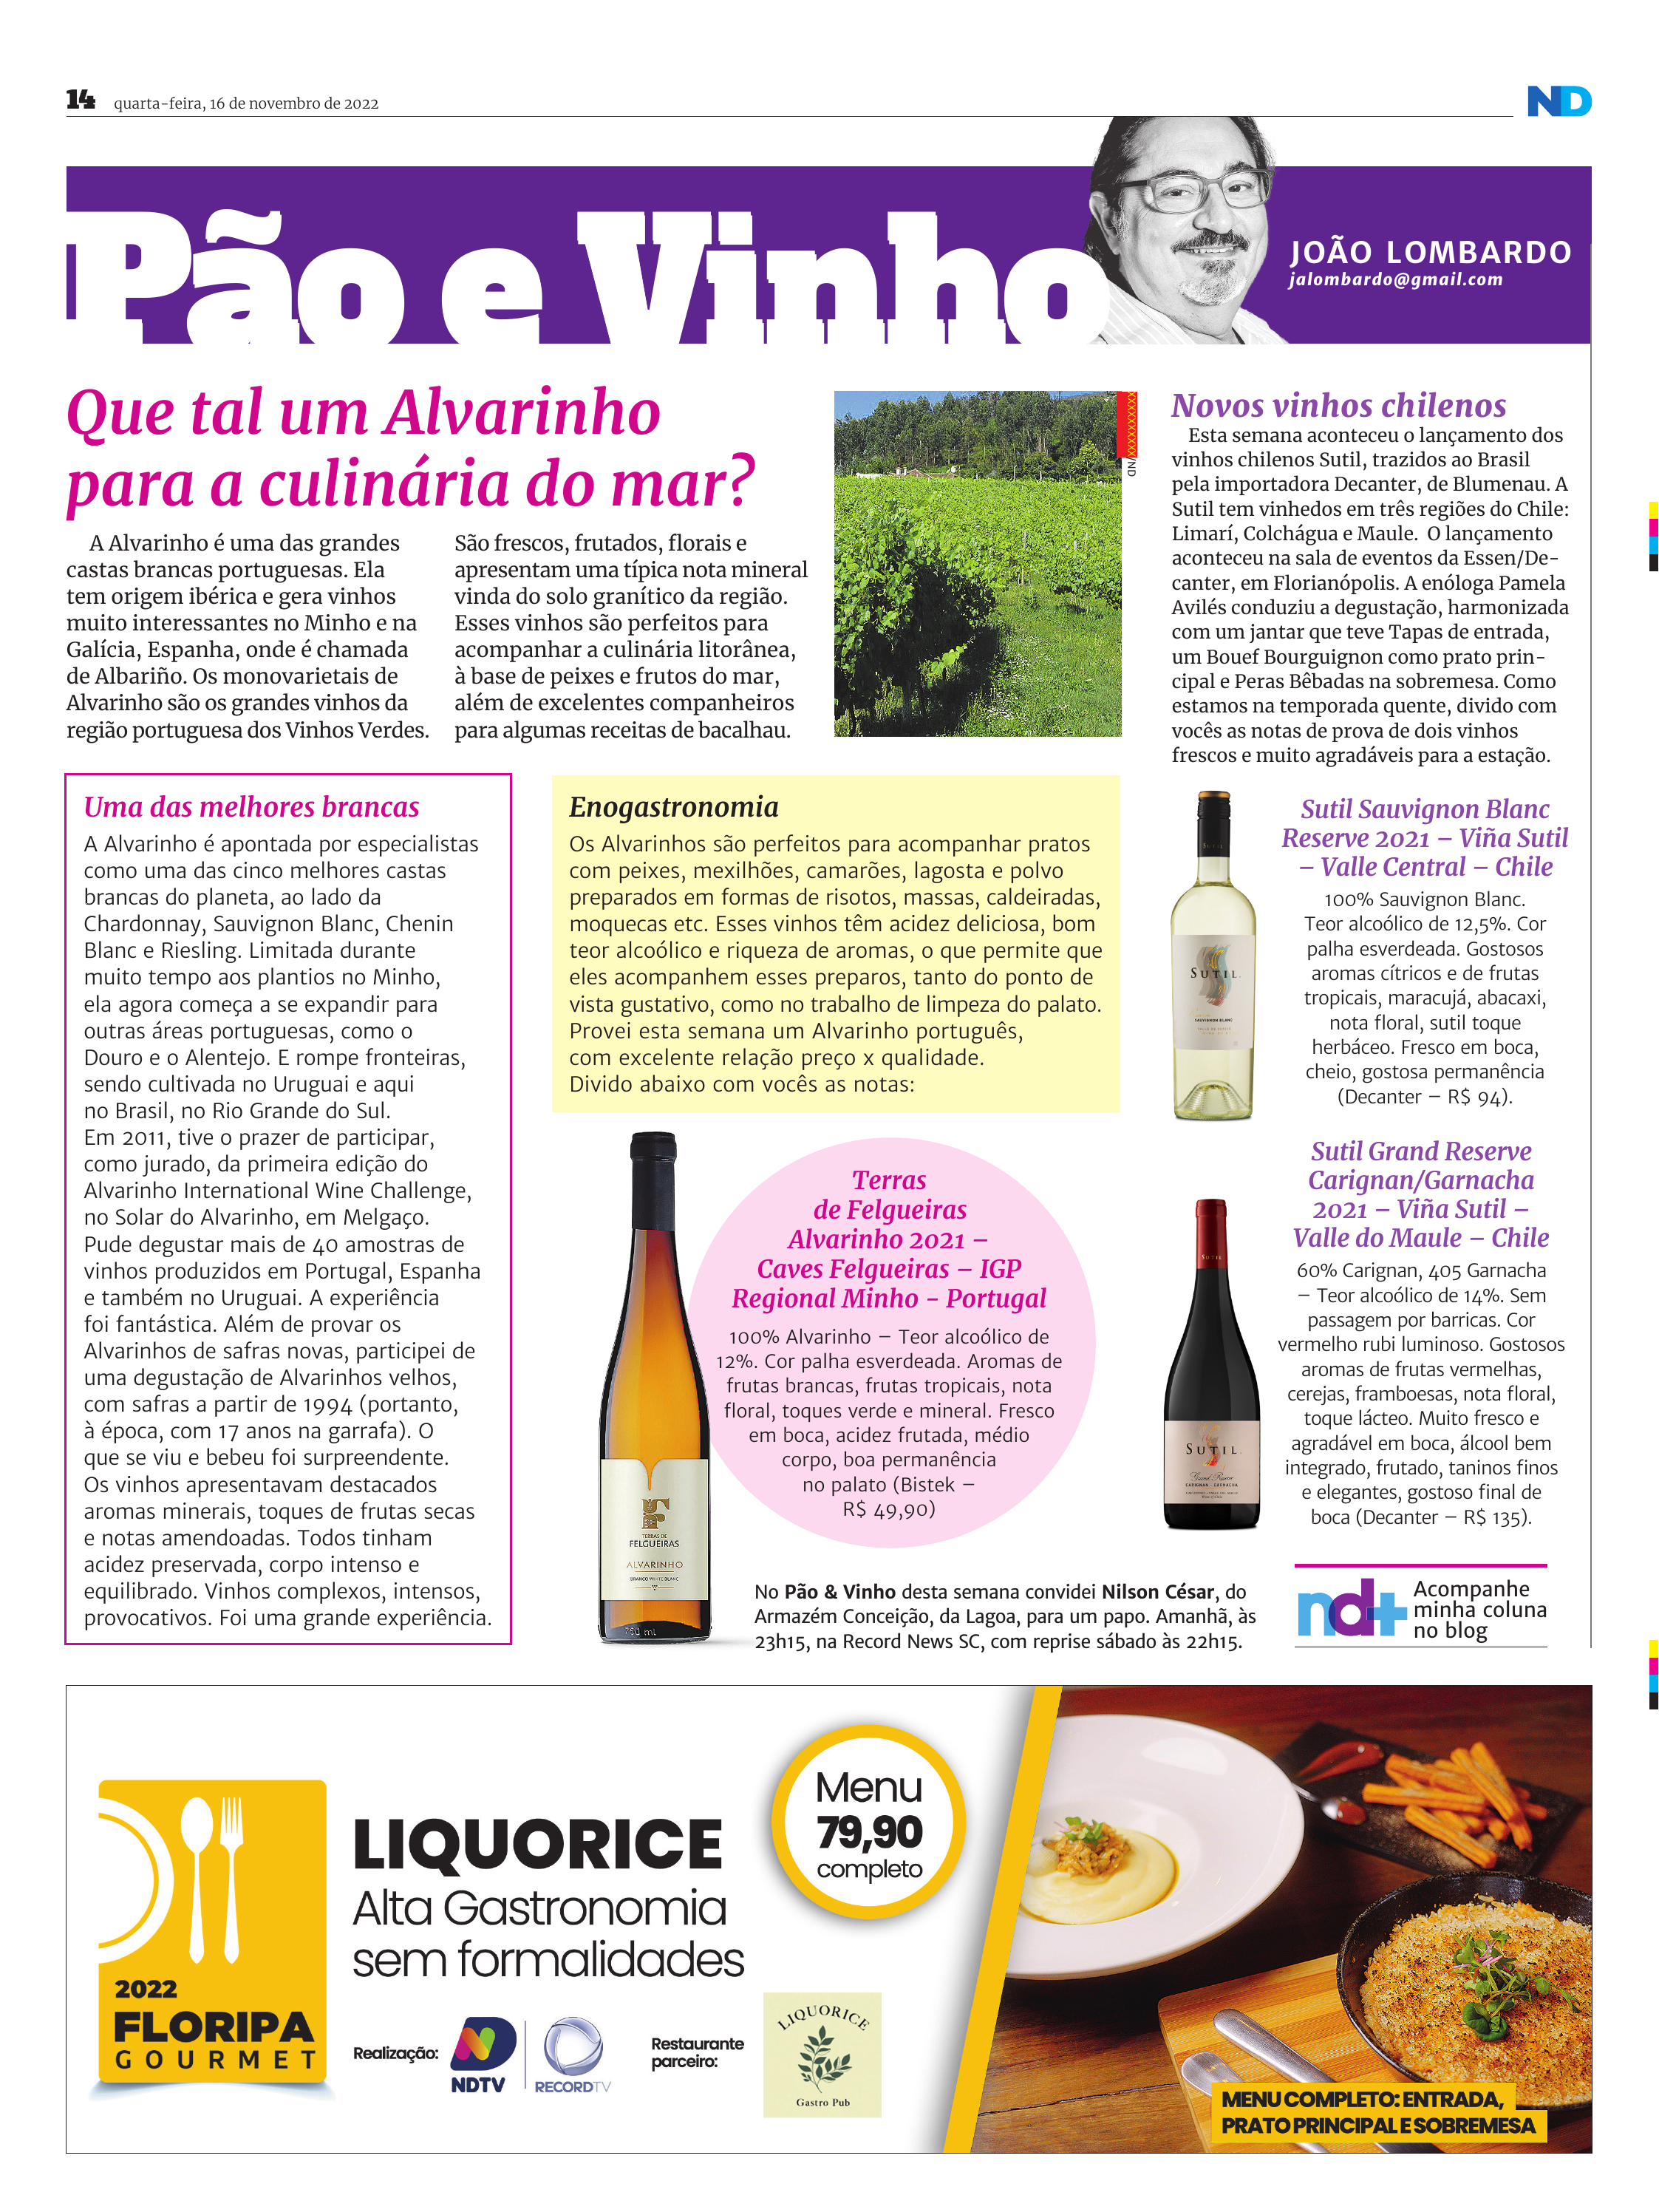 14 quarta-feira, 16 de novembro de 2022
ND
Pão e Vinho
JOÃO LOMBARDO
jalombardo@gmail.com
Que tal um Alvarinho
para a culinária do mar?
A Alvarinho é uma das grandes
castas brancas portuguesas. Ela
tem origem ibérica e gera vinhos
muito interessantes no Minho e na
Galícia, Espanha, onde é chamada
de Albariño. Os monovarietais de
Alvarinho são os grandes vinhos da
região portuguesa dos Vinhos Verdes.
São frescos, frutados, florais e
apresentam uma típica nota mineral
vinda do solo granítico da região.
Esses vinhos são perfeitos para
acompanhar a culinária litorânea,
à base de peixes e frutos do mar,
além de excelentes companheiros
para algumas receitas de bacalhau.
/ND
Uma das melhores brancas
A Alvarinho é apontada por especialistas
como uma das cinco melhores castas
brancas do planeta, ao lado da
Chardonnay, Sauvignon Blanc, Chenin
Blanc e Riesling. Limitada durante
muito tempo aos plantios no Minho,
ela agora começa a se expandir para
outras áreas portuguesas, como o
Douro e o Alentejo. E rompe fronteiras,
sendo cultivada no Uruguai e aqui
no Brasil, no Rio Grande do Sul.
Em 2011, tive o prazer de participar,
como jurado, da primeira edição do
Alvarinho International Wine Challenge,
no Solar do Alvarinho, em Melgaço.
Pude degustar mais de 40 amostras de
vinhos produzidos em Portugal, Espanha
e também no Uruguai. A experiência
foi fantástica. Além de provar os
Alvarinhos de safras novas, participei de
uma degustação de Alvarinhos velhos,
com safras a partir de 1994 (portanto,
à época, com 17 anos na garrafa). O
que se viu e bebeu foi surpreendente.
Os vinhos apresentavam destacados
aromas minerais, toques de frutas secas
e notas amendoadas. Todos tinham
acidez preservada, corpo intenso e
equilibrado. Vinhos complexos, intensos,
provocativos. Foi uma grande experiência.
Enogastronomia
Os Alvarinhos são perfeitos para acompanhar pratos
com peixes, mexilhões, camarões, lagosta e polvo
preparados em formas de risotos, massas, caldeiradas,
moquecas etc. Esses vinhos têm acidez deliciosa, bom
teor alcoólico e riqueza de aromas, o que permite que
eles acompanhem esses preparos, tanto do ponto de
vista gustativo, como no trabalho de limpeza do palato.
Provei esta semana um Alvarinho português,
com excelente relação preço x qualidade.
Divido abaixo com vocês as notas:
TERRAS DE
FELGUEIRAS
ALVARINHO
BRANCO WHITE BLANC
750 ml
Terras
de Felgueiras
Alvarinho 2021 –
Caves Felgueiras – IGP
Regional Minho - Portugal
100% Alvarinho – Teor alcoólico de
12%. Cor palha esverdeada. Aromas de
frutas brancas, frutas tropicais, nota
floral, toques verde e mineral. Fresco
em boca, acidez frutada, médio
corpo, boa permanência
no palato (Bistek –
R$ 49,90)
No Pão & Vinho desta semana convidei Nilson César, do
Armazém Conceição, da Lagoa, para um papo. Amanhã, às
23h15, na Record News SC, com reprise sábado às 22h15.
Novos vinhos chilenos
Esta semana aconteceu o lançamento dos
vinhos chilenos Sutil, trazidos ao Brasil
pela importadora Decanter, de Blumenau. A
Sutil tem vinhedos em três regiões do Chile:
Limarí, Colchágua e Maule. O lançamento
aconteceu na sala de eventos da Essen/De-
canter, em Florianópolis. A enóloga Pamela
Avilés conduziu a degustação, harmonizada
com um jantar que teve Tapas de entrada,
um Bouef Bourguignon como prato prin-
cipal e Peras Bêbadas na sobremesa. Como
estamos na temporada quente, divido com
vocês as notas de prova de dois vinhos
frescos e muito agradáveis para a estação.
SUTIL
SAUVIGNON BLANC
Sutil Sauvignon Blanc
Reserve 2021 – Viña Sutil
– Valle Central – Chile
100% Sauvignon Blanc.
Teor alcoólico de 12,5%. Cor
palha esverdeada. Gostosos
aromas cítricos e de frutas
tropicais, maracujá, abacaxi,
nota floral, sutil toque
herbáceo. Fresco em boca,
cheio, gostosa permanência
(Decanter – R$ 94).
SUTIL
SUTIL
Grand Reserve
CARIGNAN - GRENACHA
Sutil Grand Reserve
Carignan/Garnacha
2021 – Viña Sutil –
Valle do Maule – Chile
60% Carignan, 405 Garnacha
– Teor alcoólico de 14%. Sem
passagem por barricas. Cor
vermelho rubi luminoso. Gostosos
aromas de frutas vermelhas,
cerejas, framboesas, nota floral,
toque lácteo. Muito fresco e
agradável em boca, álcool bem
integrado, frutado, taninos finos
e elegantes, gostoso final de
boca (Decanter – R$ 135).
nd+
Acompanhe
minha coluna
no blog
2022
FLORIPA
GOURMET
LIQUORICE
Alta Gastronomia
sem formalidades
Menu
79,90
completo
Realização:
NDTV
RECORDTV
Restaurante
parceiro:
LIQUORICE
Gastro Pub
MENU COMPLETO: ENTRADA,
PRATO PRINCIPAL E SOBREMESA